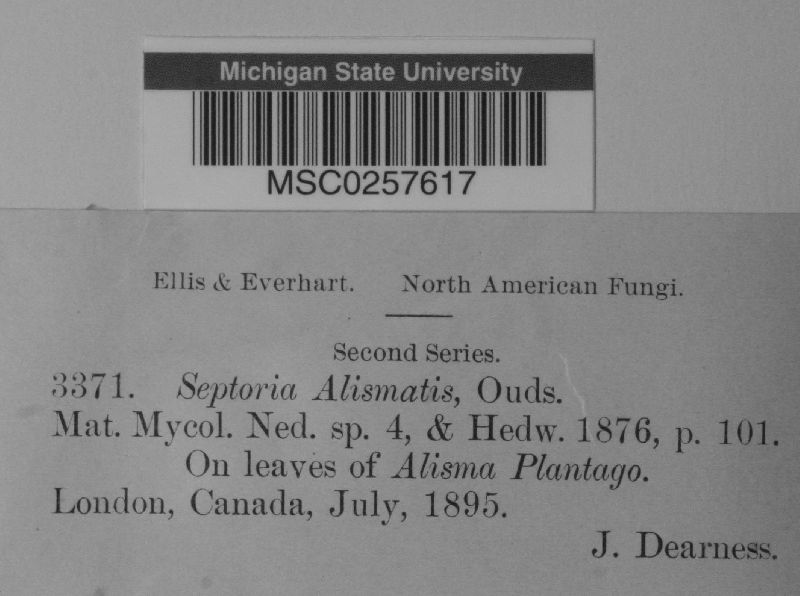 Michigan State University
MSC0257617
Ellis & Everhart. North American Fungi.
Second Series.
3371. Septoria Alismatis, Ouds.
Mat. Mycol. Ned. sp. 4, & Hedw. 1876, p. 101.
On leaves of Alisma Plantago.
London, Canada, July, 1895.
J. Dearness.